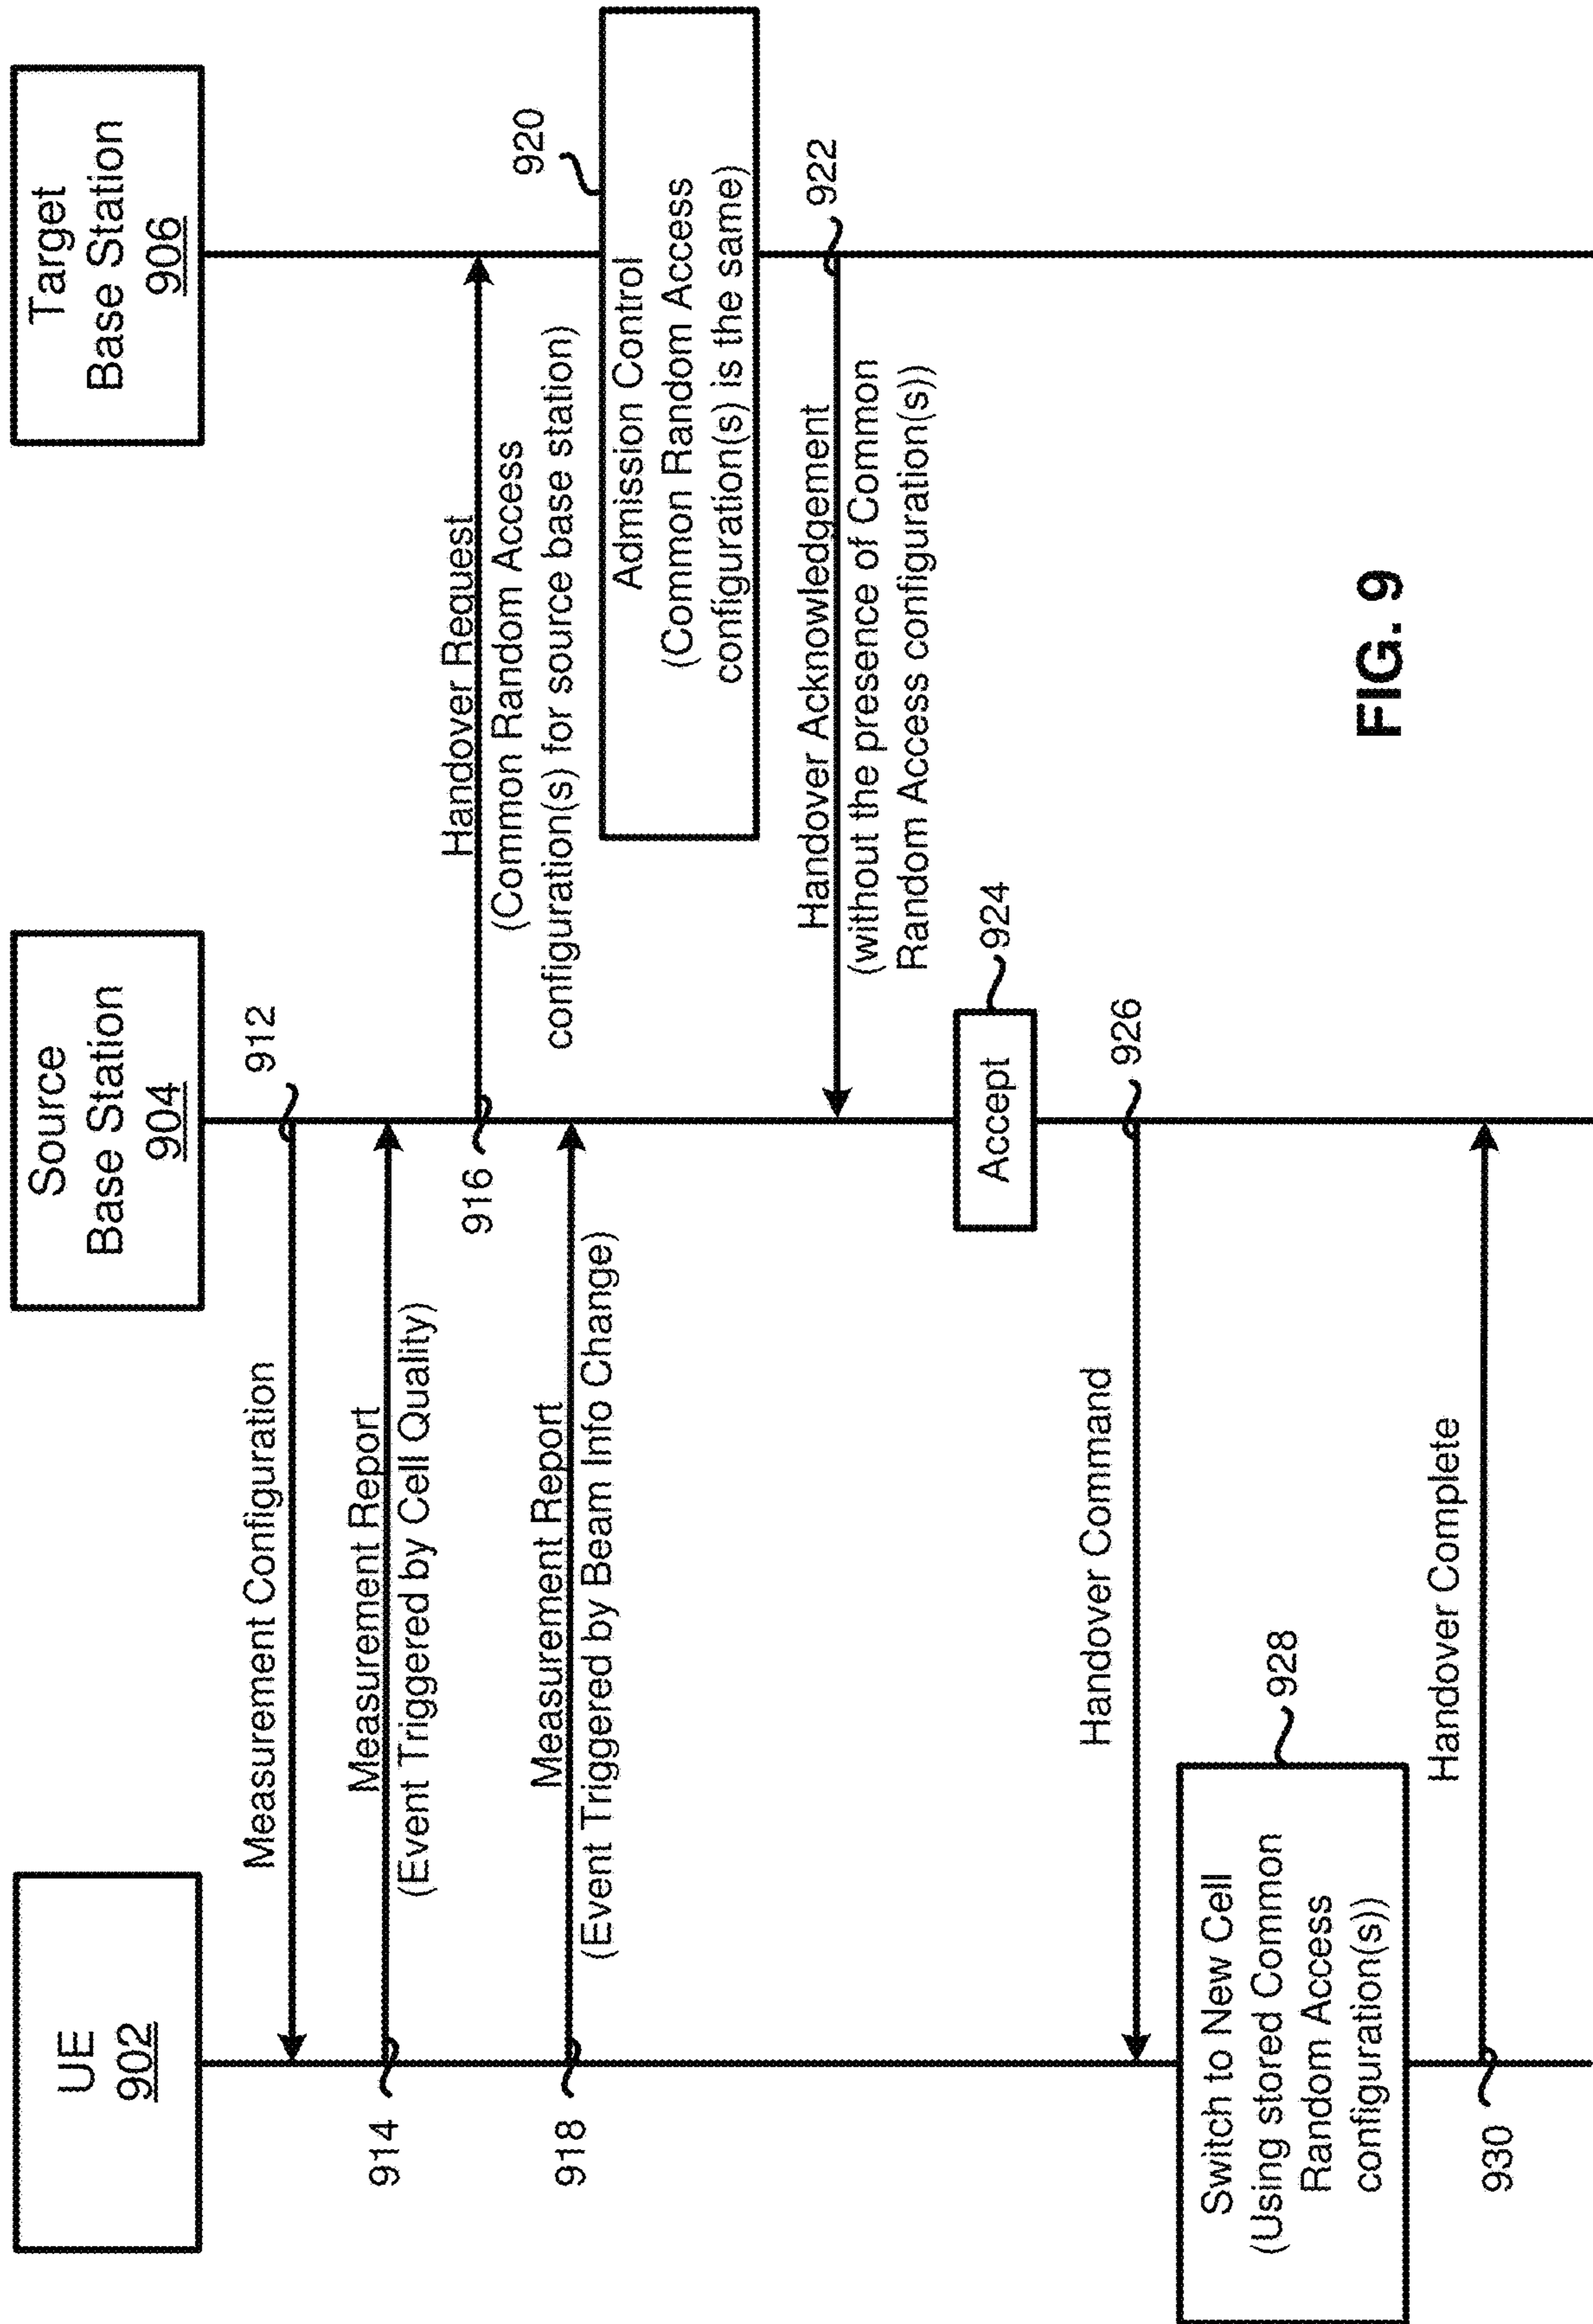 UE
902
Source
Base Station
904
Target
Base Station
906
912
Measurement Configuration
914
Measurement Report
(Event Triggered by Cell Quality)
916
Handover Request
(Common Random Access
configuration(s) for source base station)
918
Measurement Report
(Event Triggered by Beam Info Change)
920
Admission Control
(Common Random Access
configuration(s) is the same)
922
Handover Acknowledgement
(without the presence of Common
Random Access configuration(s))
Accept
924
926
Handover Command
Switch to New Cell
(Using stored Common
Random Access
configuration(s))
928
Handover Complete
930
FIG. 9